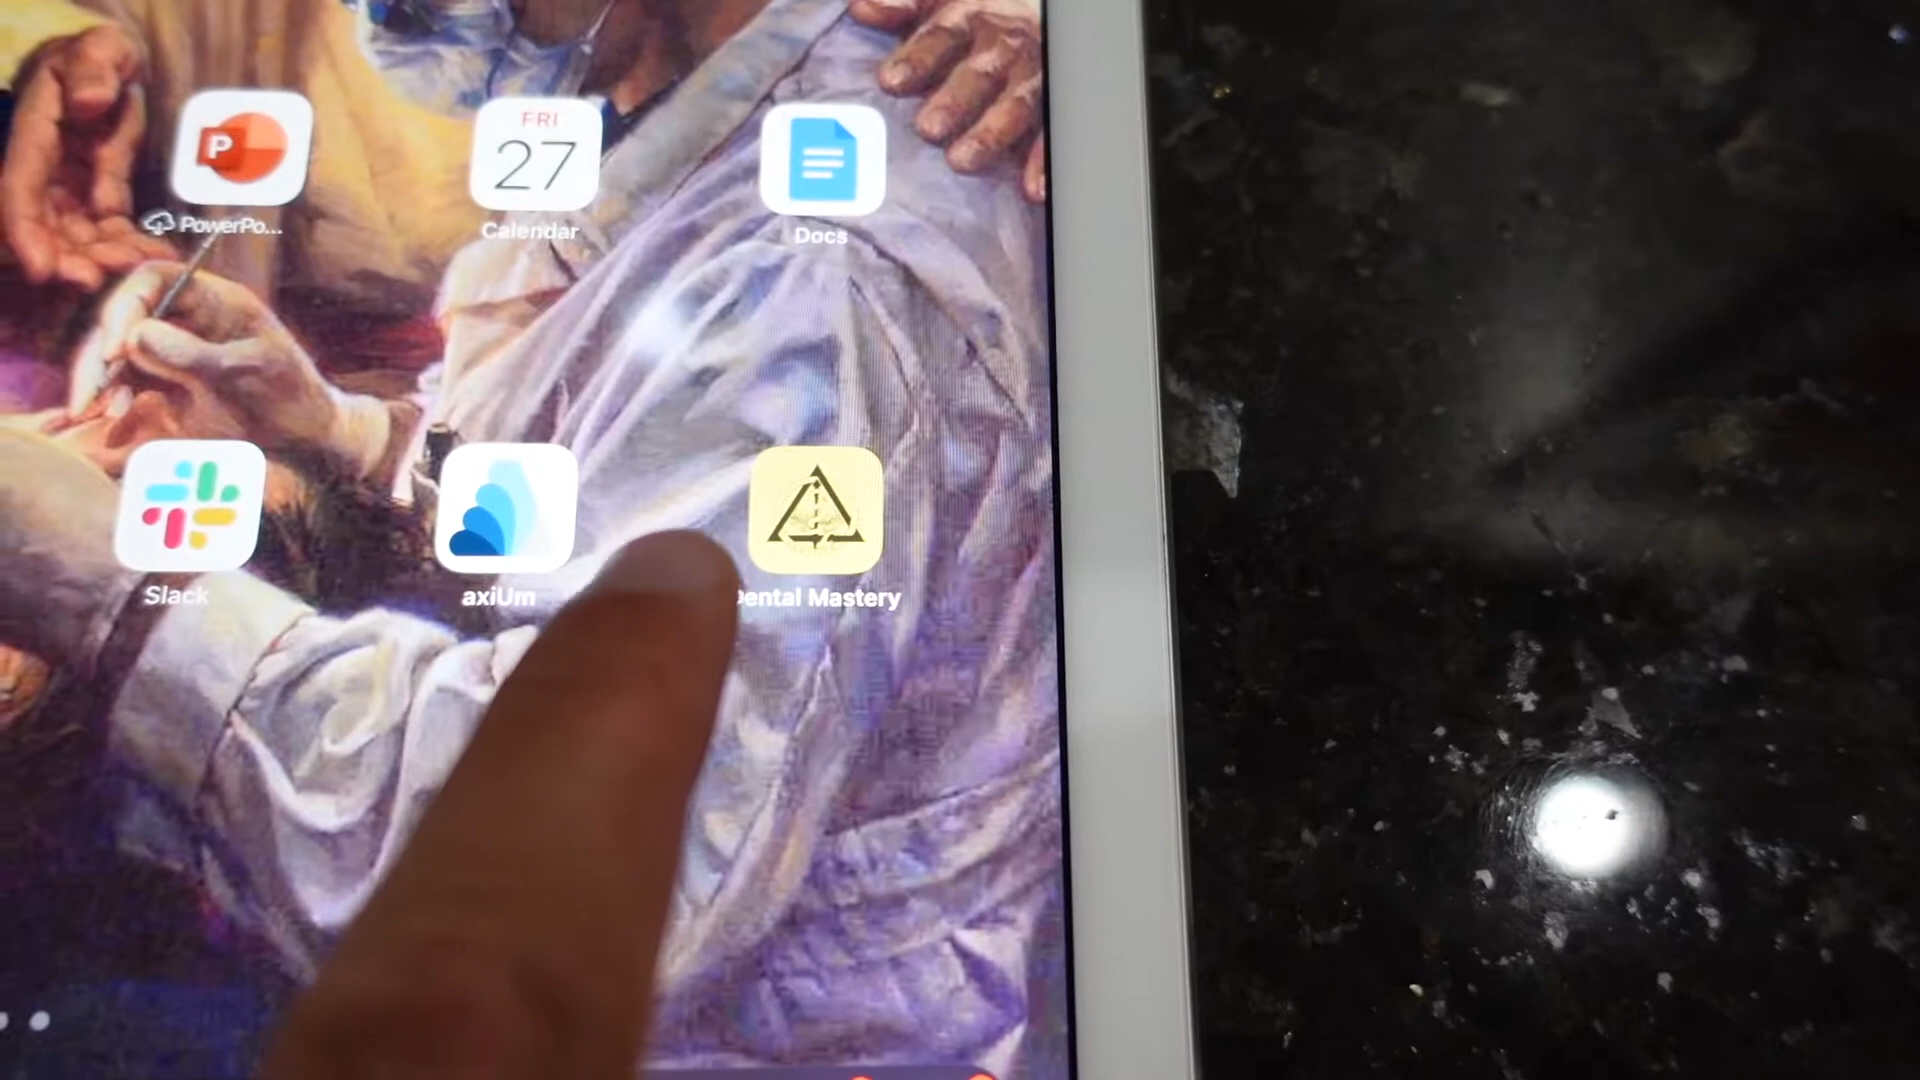 P
FRI
27
PowerPo...
Calendar
Docs
Slack
axiUm
Dental Mastery